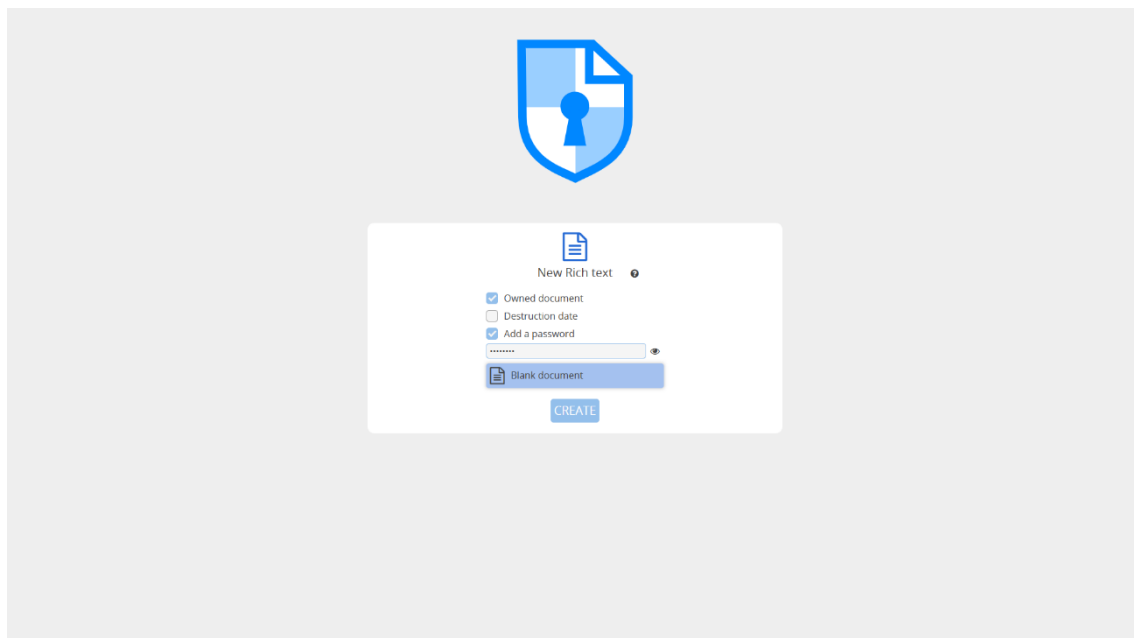 New Rich text
Owned document
Destruction date
Add a password
••••••••
Blank document
CREATE